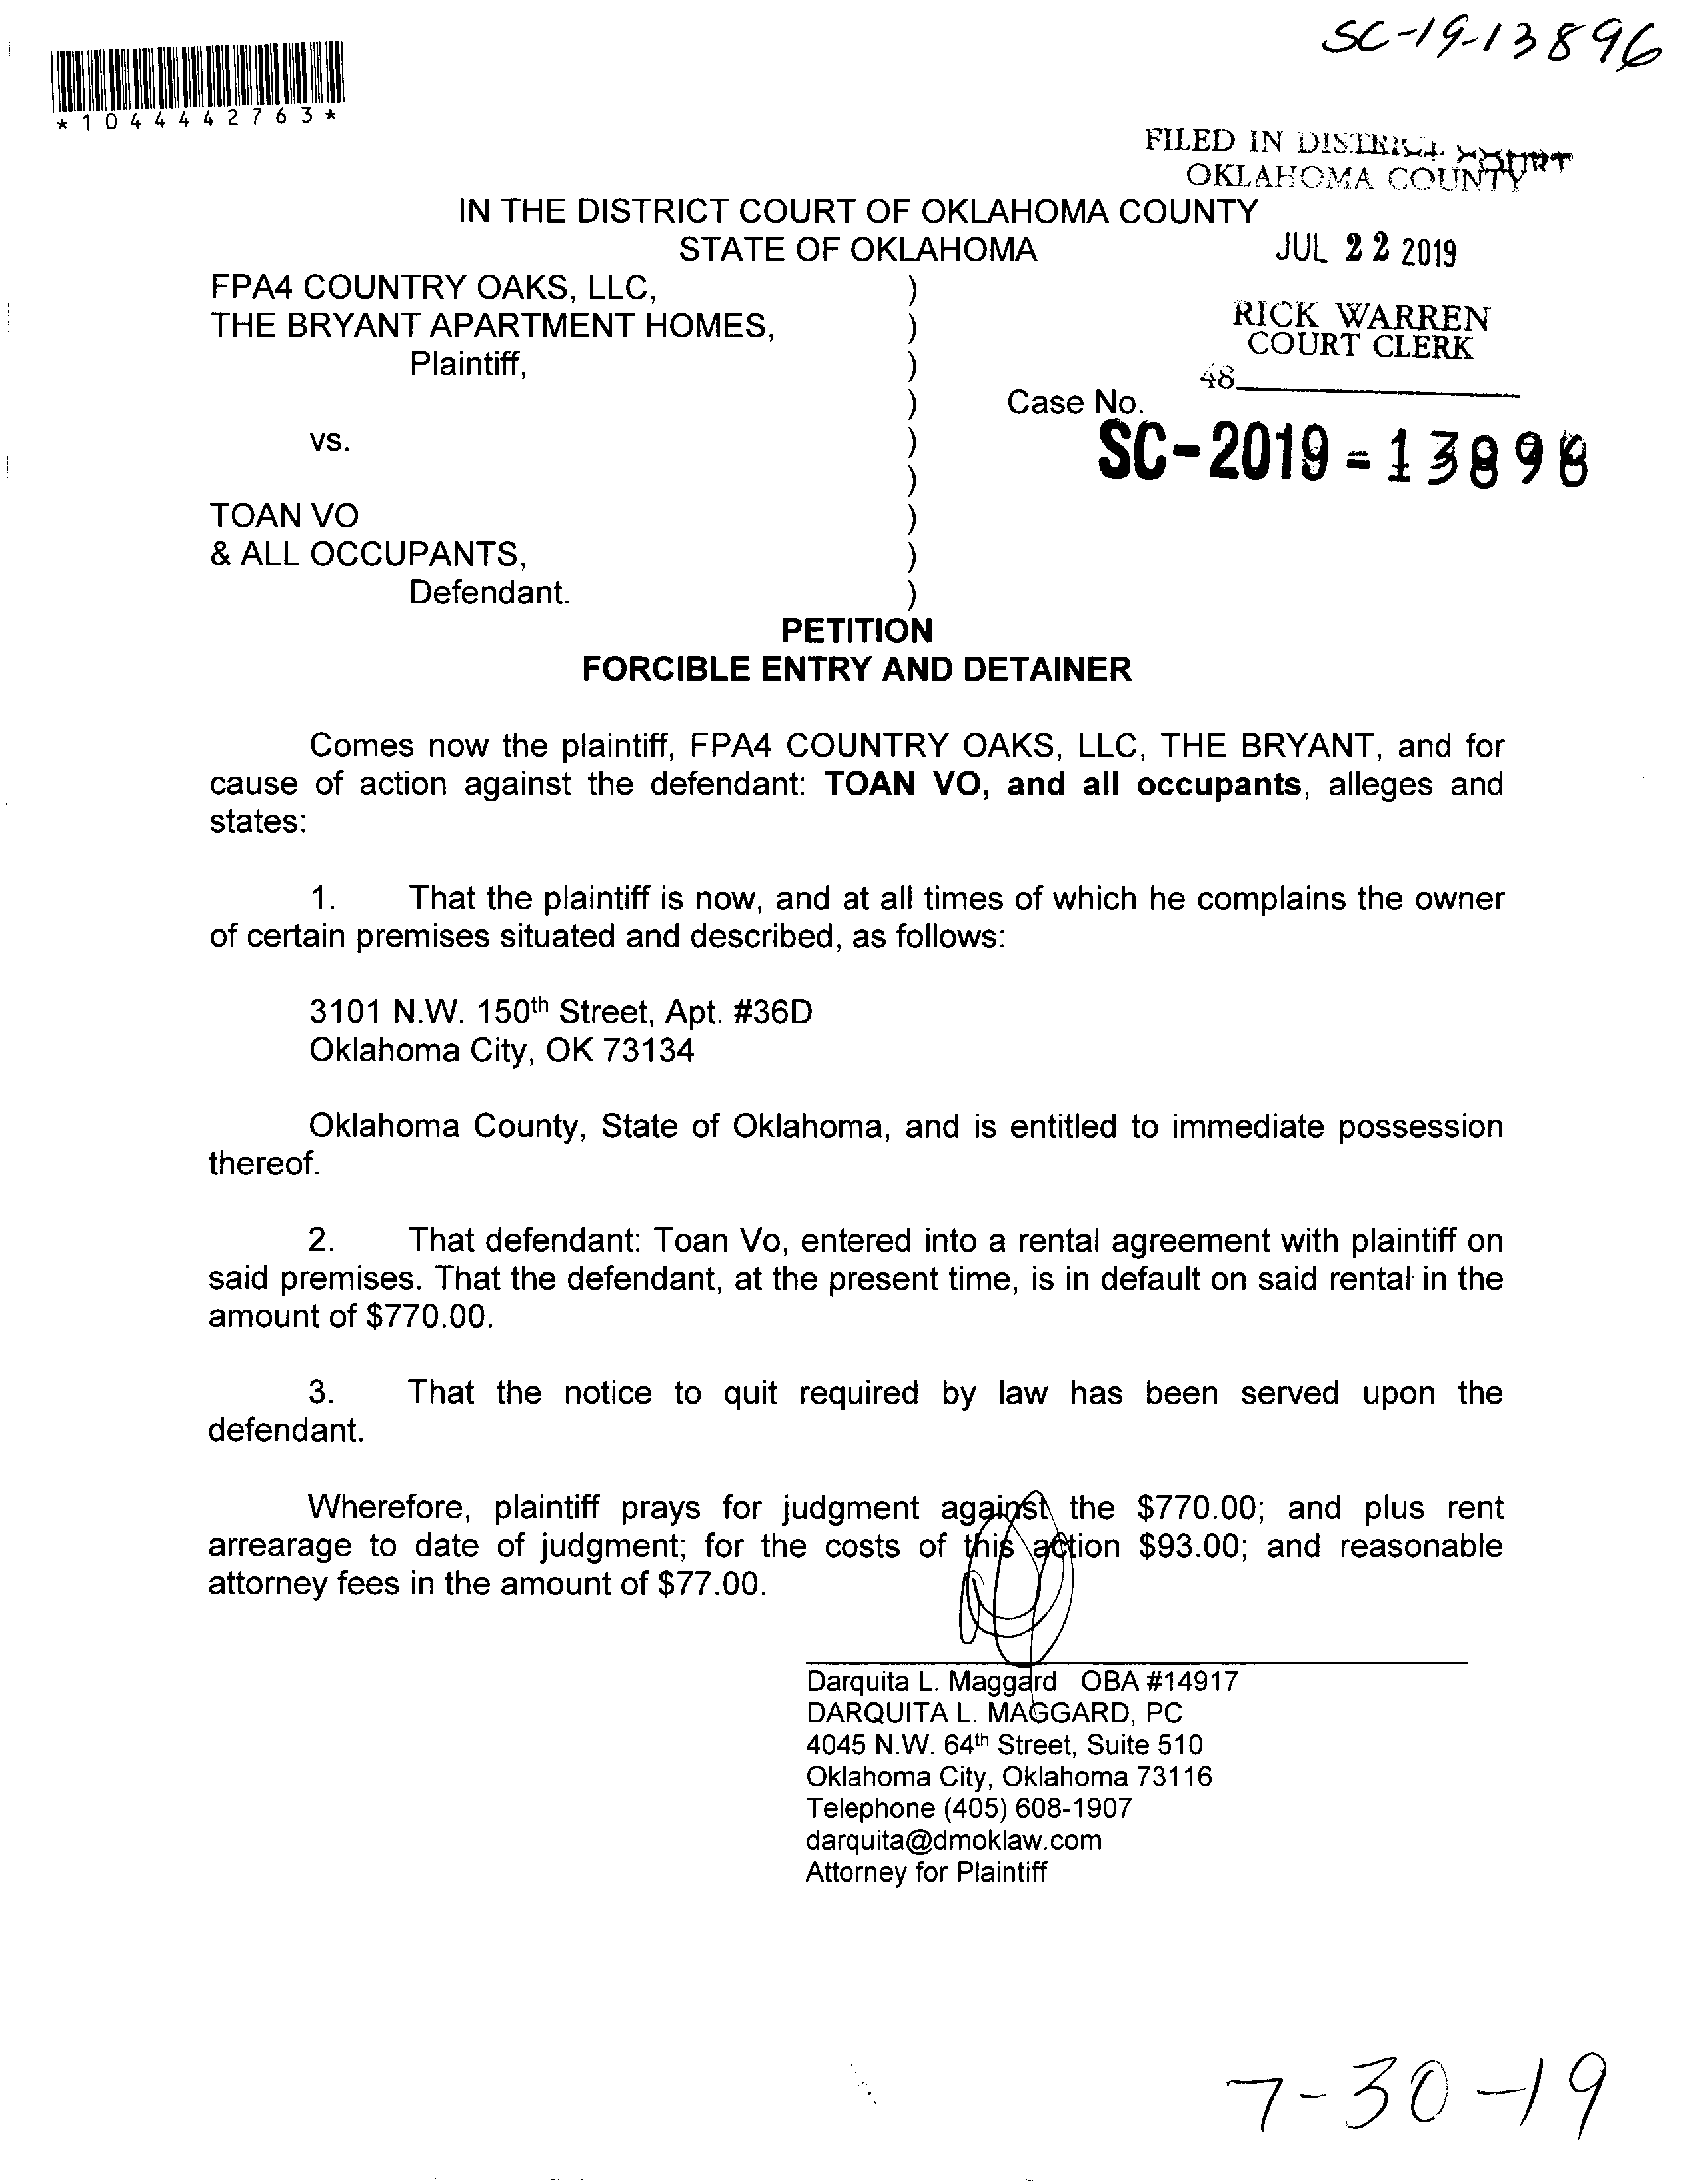 SC-19-13896
*1044442763*
FILED IN DISTRICT COURT
OKLAHOMA COUNTY
IN THE DISTRICT COURT OF OKLAHOMA COUNTY
STATE OF OKLAHOMA
JUL 22 2019
FPA4 COUNTRY OAKS, LLC, )
THE BRYANT APARTMENT HOMES, )
RICK WARREN
COURT CLERK
Plaintiff, )
48
) Case No.
vs. )
SC-2019-13896
)
TOAN VO )
& ALL OCCUPANTS, )
Defendant. )
PETITION
FORCIBLE ENTRY AND DETAINER
Comes now the plaintiff, FPA4 COUNTRY OAKS, LLC, THE BRYANT, and for
cause of action against the defendant: TOAN VO, and all occupants, alleges and
states:
1. That the plaintiff is now, and at all times of which he complains the owner
of certain premises situated and described, as follows:
3101 N.W. 150th Street, Apt. #36D
Oklahoma City, OK 73134
Oklahoma County, State of Oklahoma, and is entitled to immediate possession
thereof.
2. That defendant: Toan Vo, entered into a rental agreement with plaintiff on
said premises. That the defendant, at the present time, is in default on said rental in the
amount of $770.00.
3. That the notice to quit required by law has been served upon the
defendant.
Wherefore, plaintiff prays for judgment against the $770.00; and plus rent
arrearage to date of judgment; for the costs of this action $93.00; and reasonable
attorney fees in the amount of $77.00.
Darquita L. Maggard OBA #14917
DARQUITA L. MAGGARD, PC
4045 N.W. 64th Street, Suite 510
Oklahoma City, Oklahoma 73116
Telephone (405) 608-1907
darquita@dmoklaw.com
Attorney for Plaintiff
7-30-19